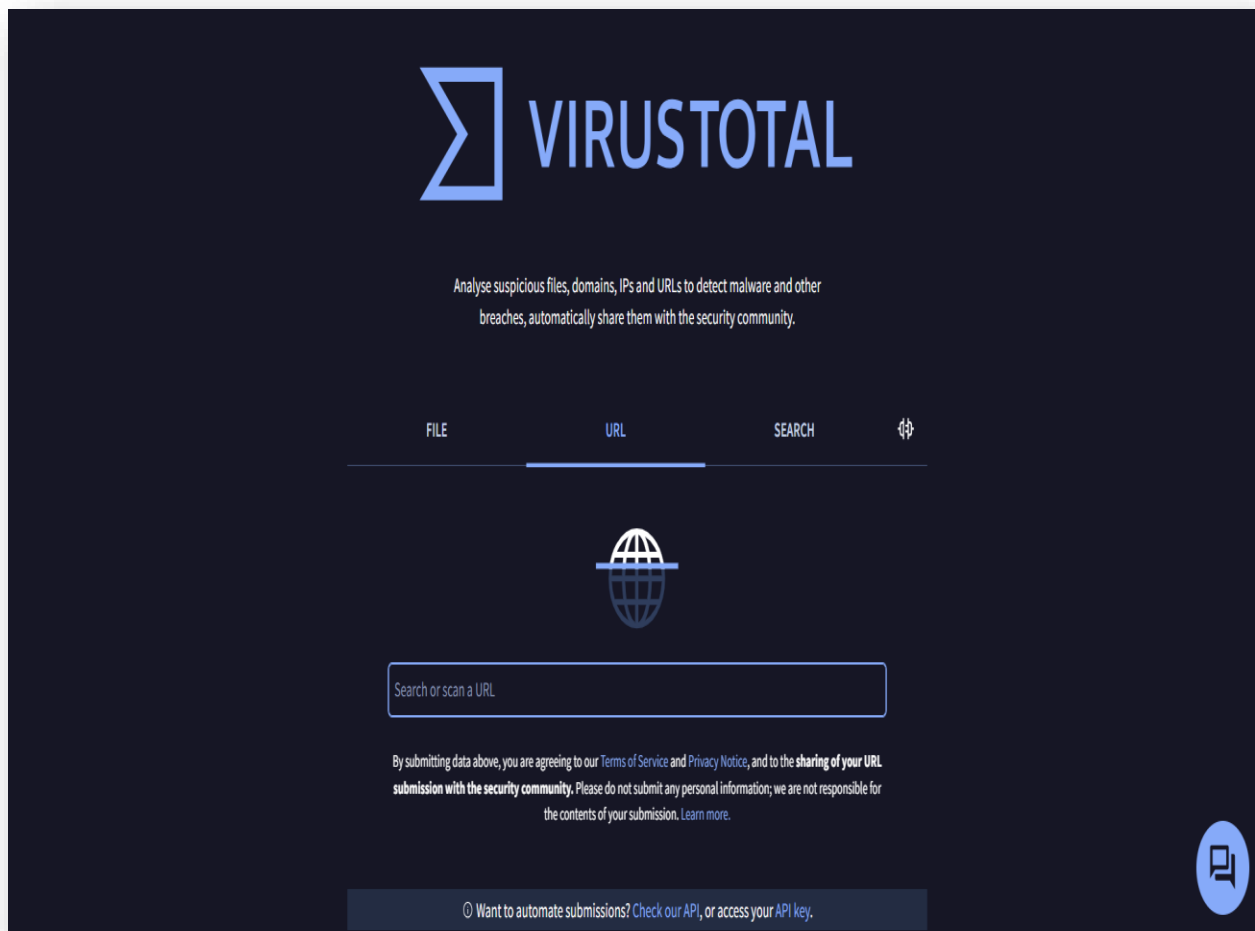 VIRUSTOTAL
Analyse suspicious files, domains, IPs and URLs to detect malware and other
breaches, automatically share them with the security community.
FILE
URL
SEARCH
Search or scan a URL
By submitting data above, you are agreeing to our Terms of Service and Privacy Notice, and to the sharing of your URL
submission with the security community. Please do not submit any personal information; we are not responsible for
the contents of your submission. Learn more.
Want to automate submissions? Check our API, or access your API key.